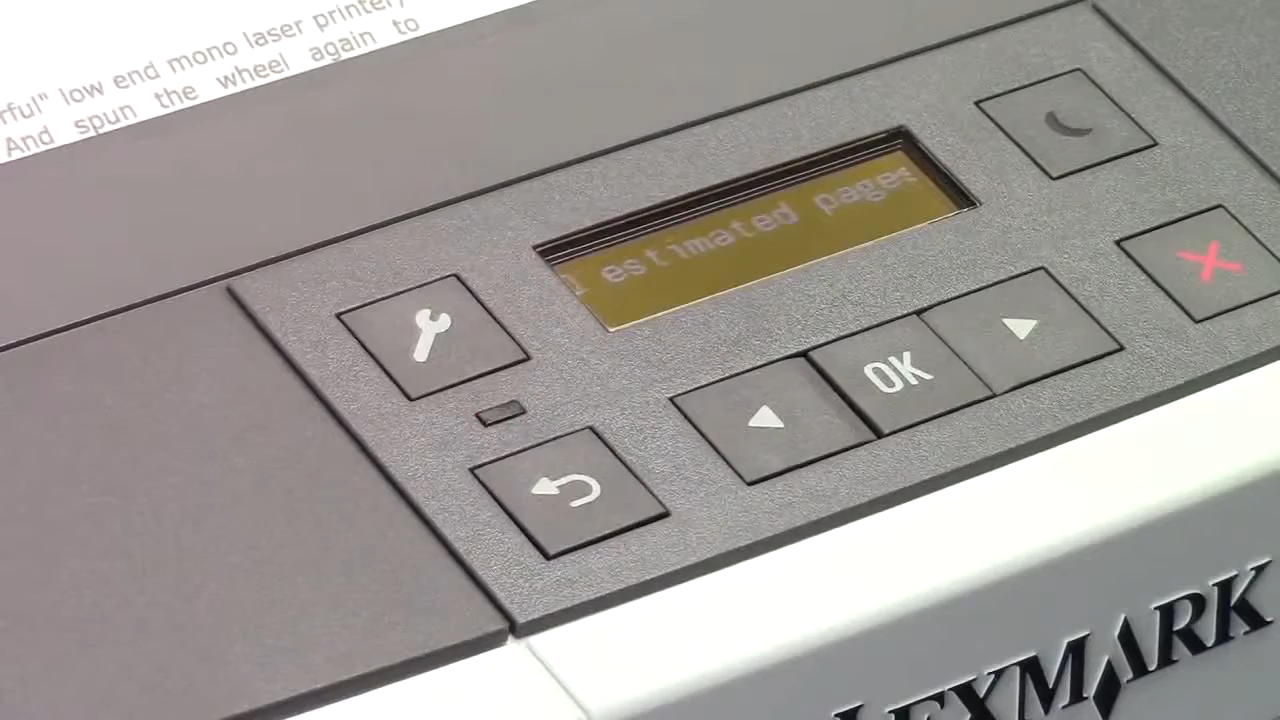 low end mono laser printer,
And spun the wheel again to
estimated pages
OK
LEXMARK